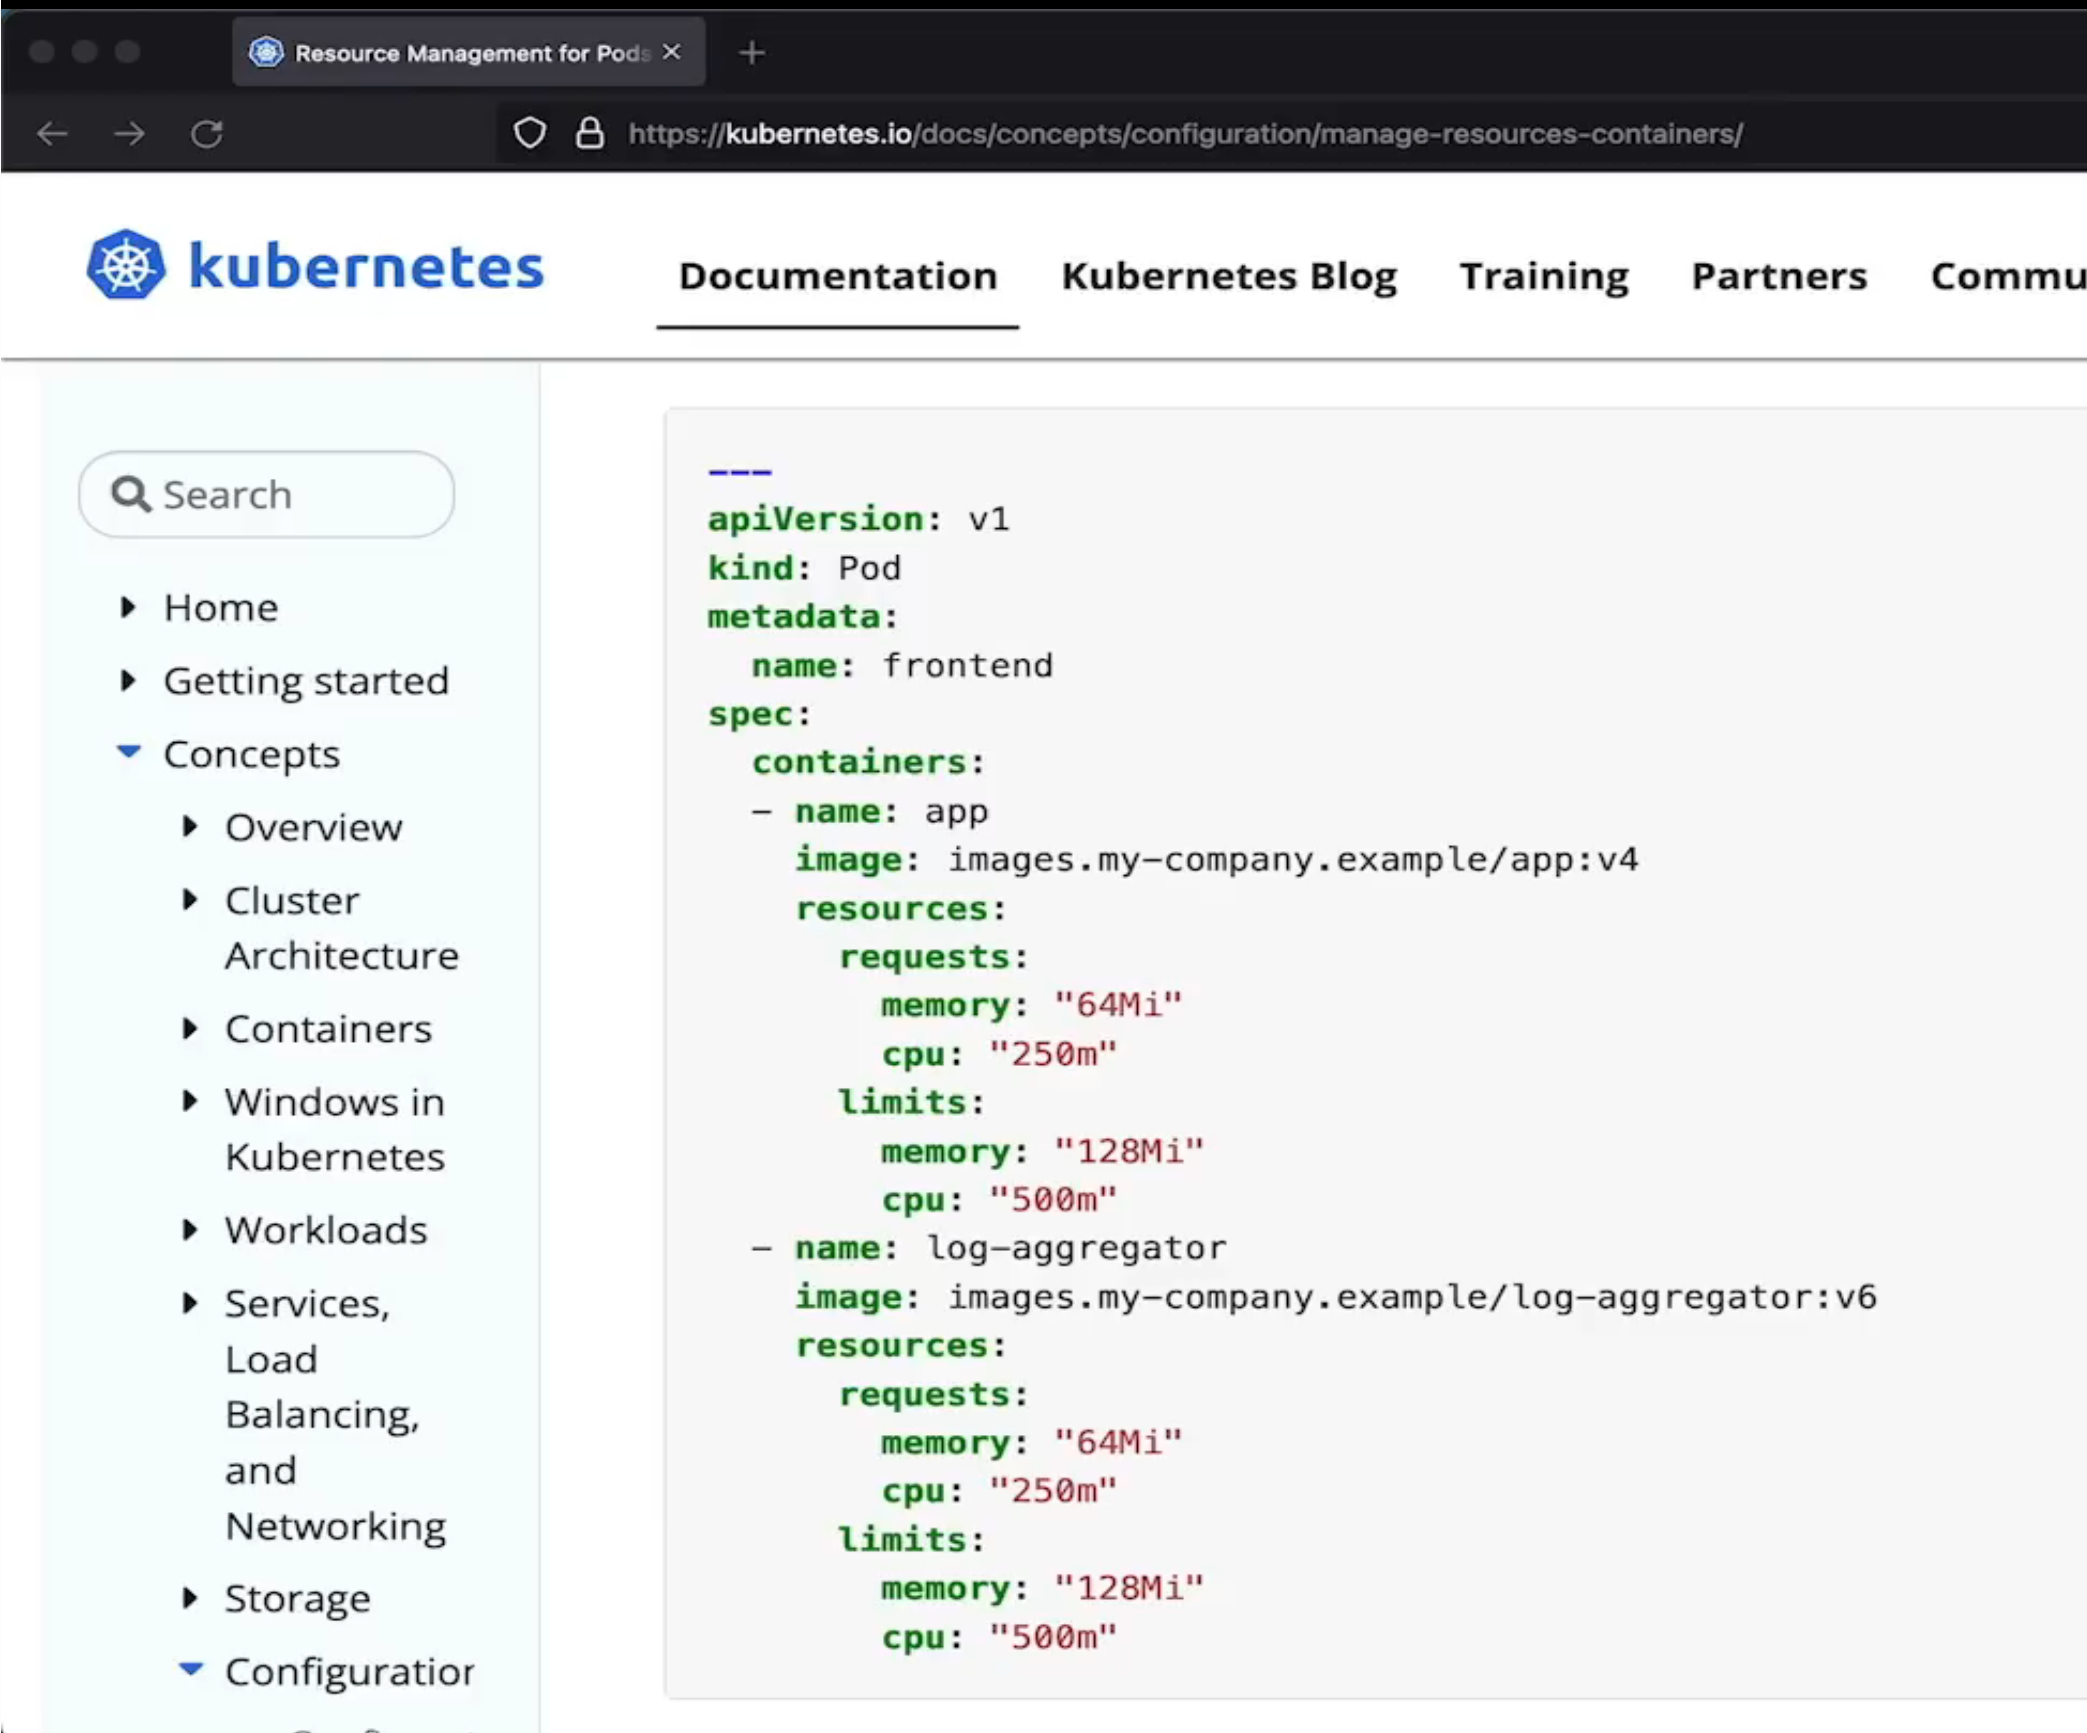 Resource Management for Pods
https://kubernetes.io/docs/concepts/configuration/manage-resources-containers/
kubernetes
Documentation
Kubernetes Blog
Training
Partners
Commu
Search
Home
Getting started
Concepts
Overview
Cluster
Architecture
Containers
Windows in
Kubernetes
Workloads
Services,
Load
Balancing,
and
Networking
Storage
Configuration
---
apiVersion: v1
kind: Pod
metadata:
  name: frontend
spec:
  containers:
  - name: app
    image: images.my-company.example/app:v4
    resources:
      requests:
        memory: "64Mi"
        cpu: "250m"
      limits:
        memory: "128Mi"
        cpu: "500m"
  - name: log-aggregator
    image: images.my-company.example/log-aggregator:v6
    resources:
      requests:
        memory: "64Mi"
        cpu: "250m"
      limits:
        memory: "128Mi"
        cpu: "500m"